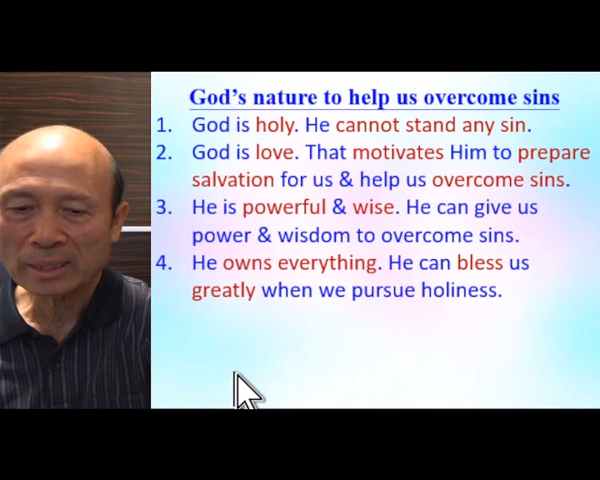 God's nature to help us overcome sins
1. God is holy. He cannot stand any sin.
2. God is love. That motivates Him to prepare
salvation for us & help us overcome sins.
3. He is powerful & wise. He can give us
power & wisdom to overcome sins.
4. He owns everything. He can bless us
greatly when we pursue holiness.